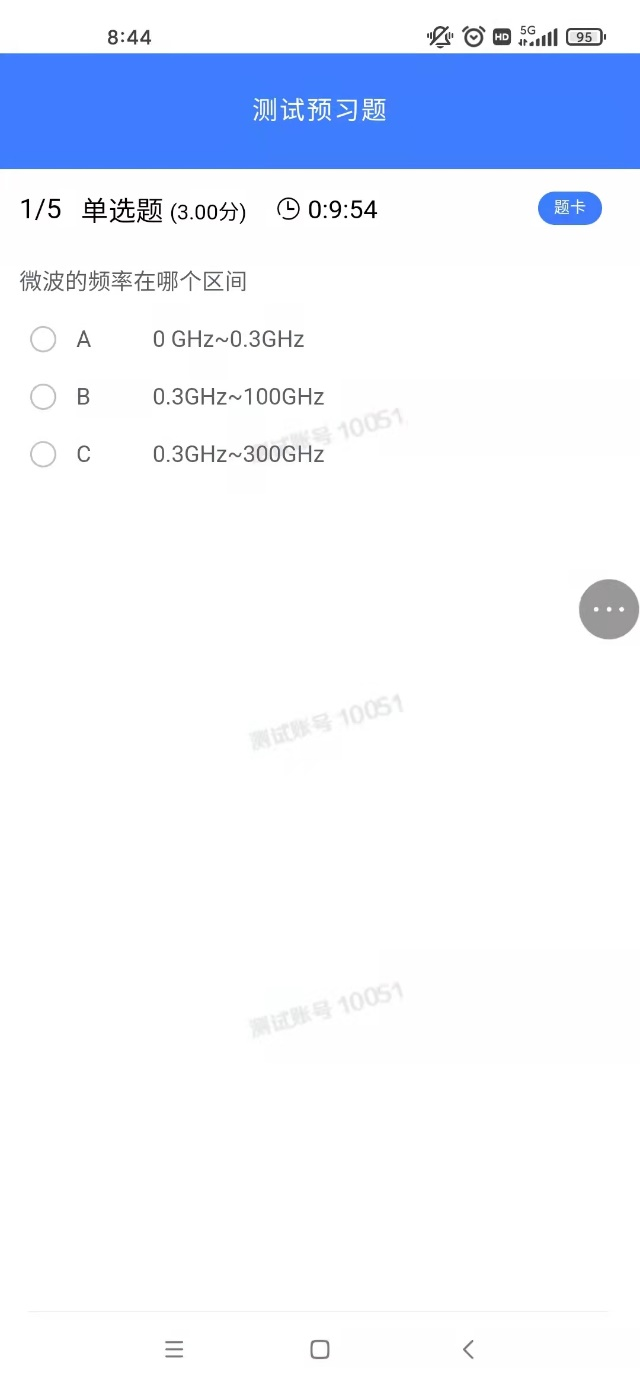 8:44
HD 5G 95
测试预习题
1/5 单选题 (3.00分) 0:9:54 题卡
微波的频率在哪个区间
A 0 GHz~0.3GHz
B 0.3GHz~100GHz
测试账号 10051
C 0.3GHz~300GHz
测试账号 10051
测试账号 10051